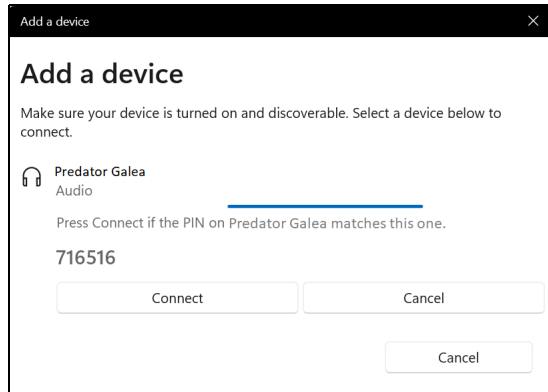 Add a device
Add a device
Make sure your device is turned on and discoverable. Select a device below to
connect.
Predator Galea
Audio
Press Connect if the PIN on Predator Galea matches this one.
716516
Connect
Cancel
Cancel